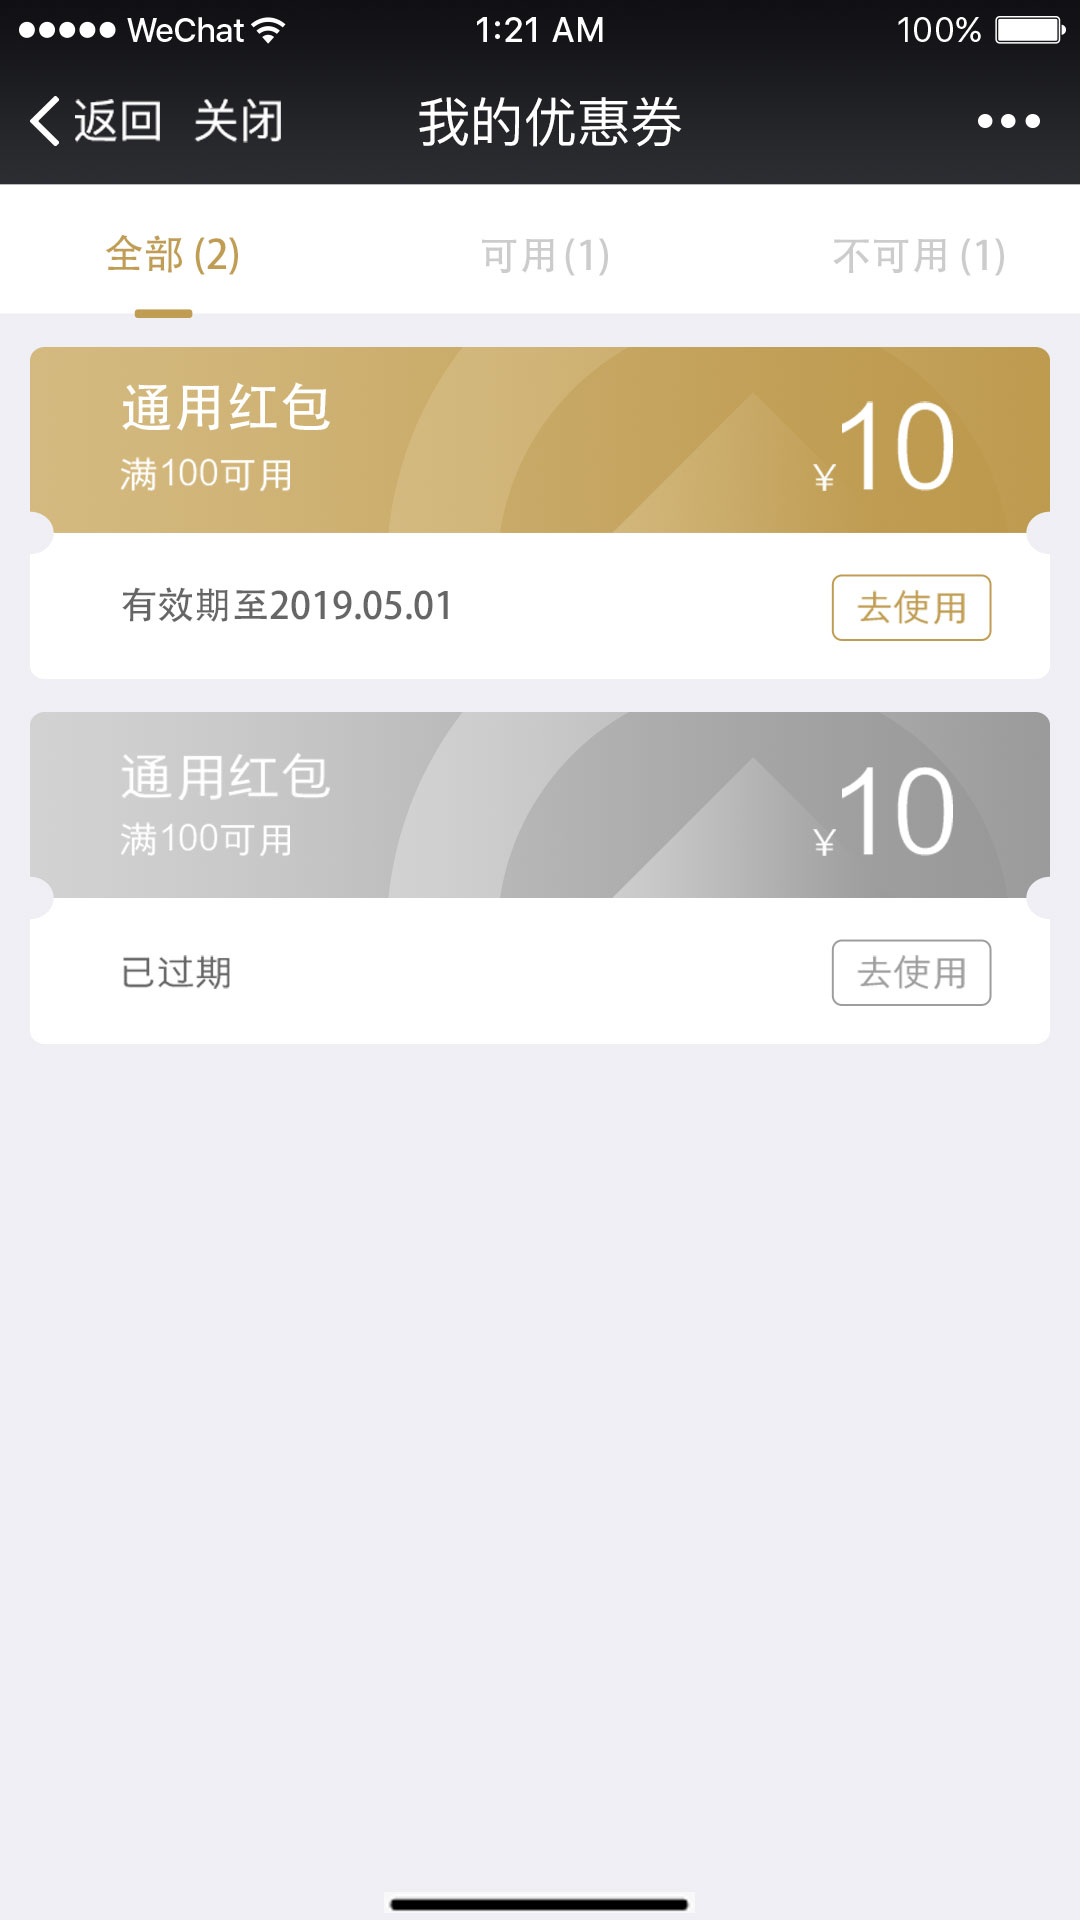 WeChat 1:21 AM 100%
返回 关闭 我的优惠券
全部 (2) 可用 (1) 不可用 (1)
通用红包
满100可用
¥10
有效期至2019.05.01 去使用
通用红包
满100可用
¥10
已过期 去使用